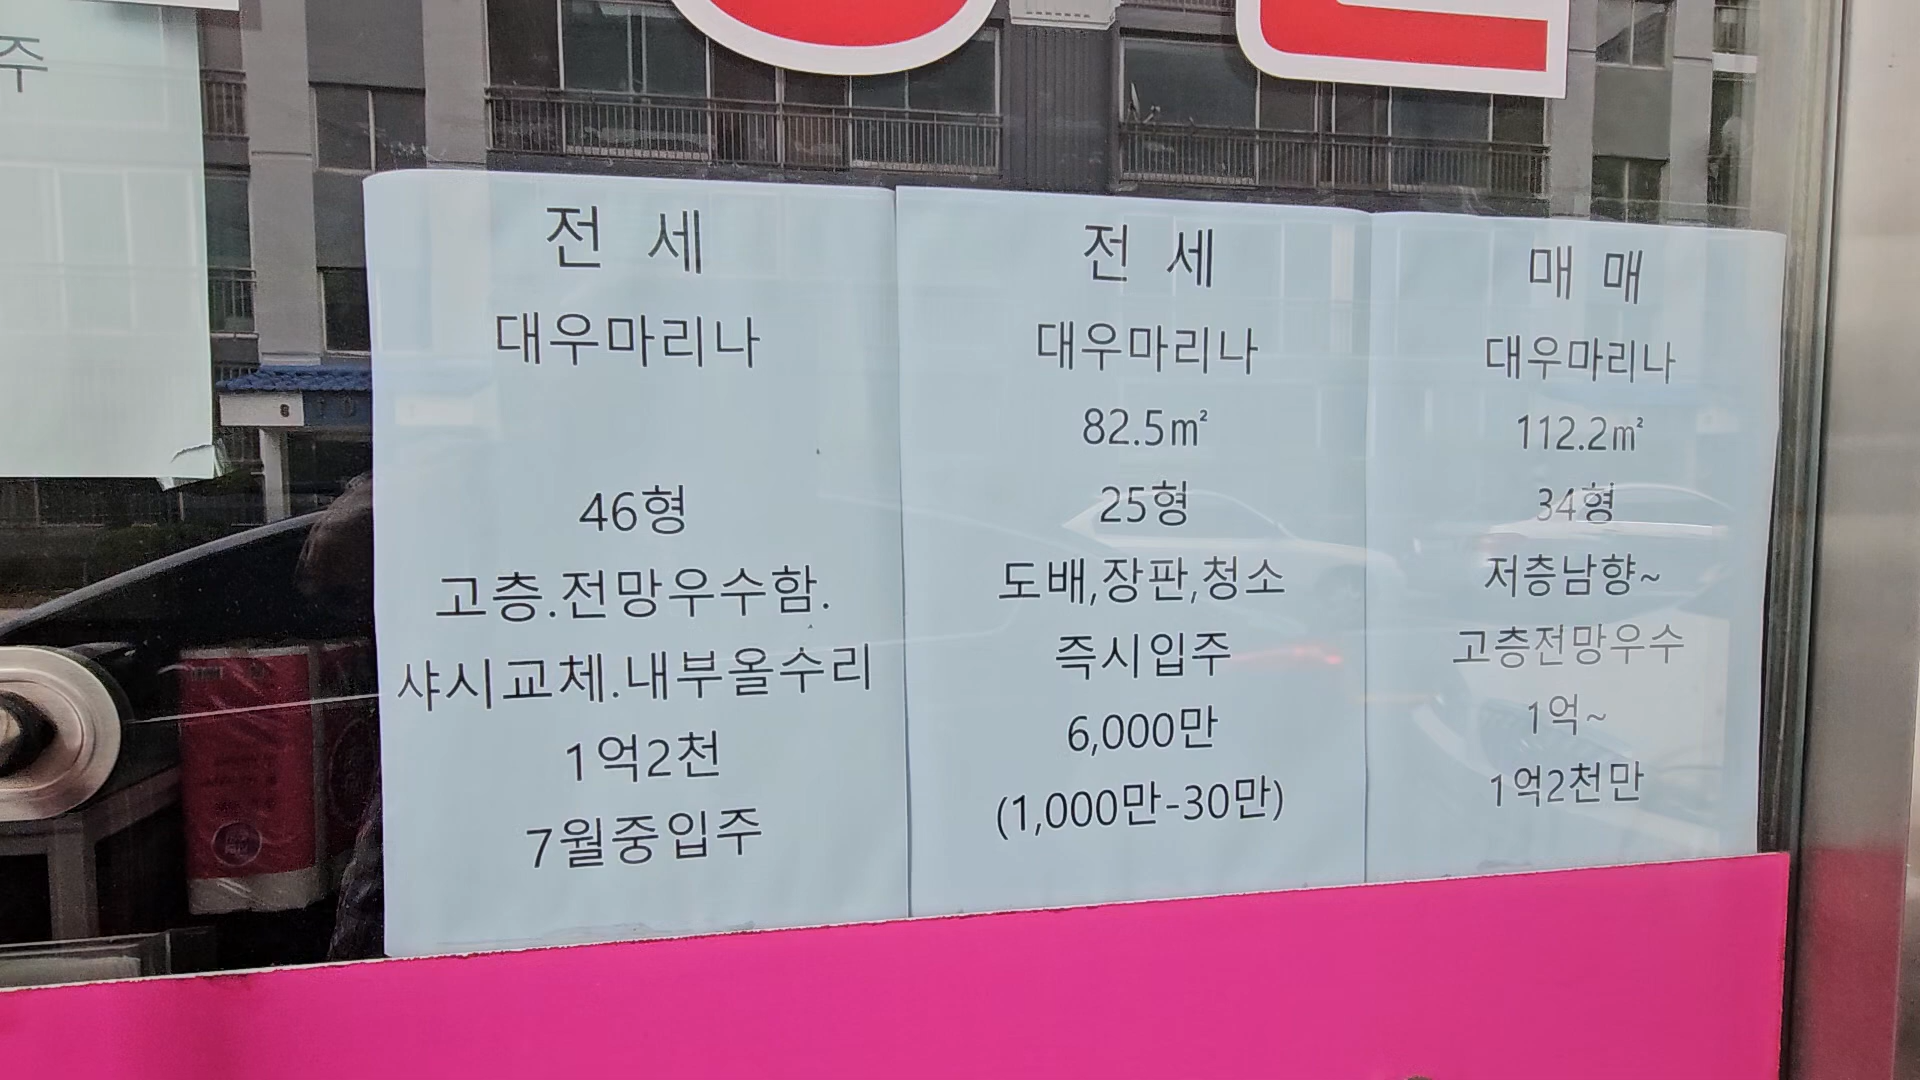 주
전 세
대우마리나
46형
고층.전망우수함.
샤시교체.내부올수리
1억2천
7월중입주
전 세
대우마리나
82.5㎡
25형
도배,장판,청소
즉시입주
6,000만
(1,000만-30만)
매 매
대우마리나
112.2㎡
34형
저층남향~
고층전망우수
1억~
1억2천만